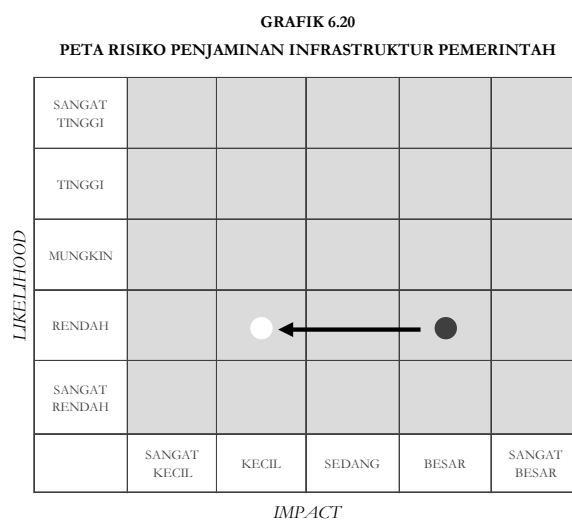 GRAFIK 6.20
PETA RISIKO PENJAMINAN INFRASTRUKTUR PEMERINTAH
LIKELIHOOD
SANGAT
TINGGI
TINGGI
MUNGKIN
RENDAH
SANGAT
RENDAH
SANGAT
KECIL
KECIL
SEDANG
BESAR
SANGAT
BESAR
IMPACT